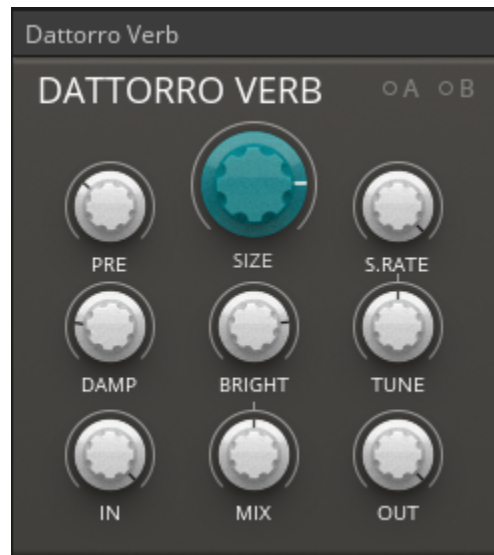 Dattorro Verb
DATTORRO VERB A B
PRE SIZE S.RATE
DAMP BRIGHT TUNE
IN MIX OUT